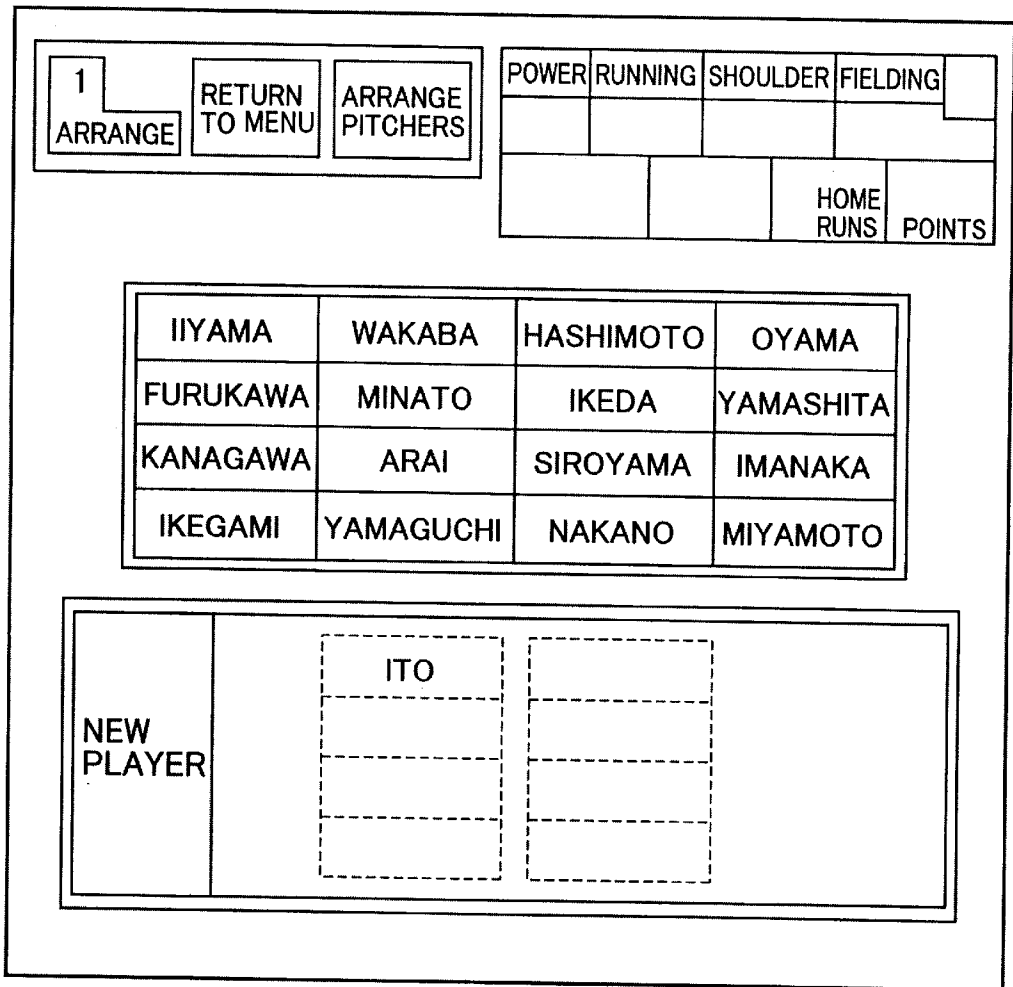 1
ARRANGE
RETURN
TO MENU
ARRANGE
PITCHERS
POWER RUNNING SHOULDER FIELDING
HOME
RUNS
POINTS
IIYAMA WAKABA HASHIMOTO OYAMA
FURUKAWA MINATO IKEDA YAMASHITA
KANAGAWA ARAI SIROYAMA IMANAKA
IKEGAMI YAMAGUCHI NAKANO MIYAMOTO
NEW
PLAYER
ITO